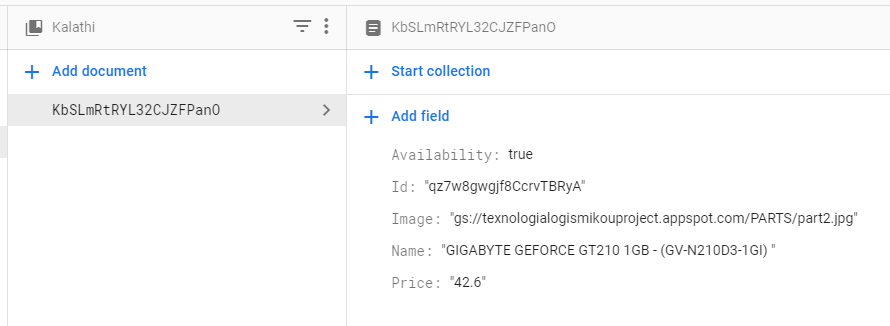 Kalathi
KbSLmRtRYL32CJZFPanO
Add document
Start collection
KbSLmRtRYL32CJZFPanO
Add field
Availability: true
Id: "qz7w8gwgjf8CcrvTBRyA"
Image: "gs://texnologialogismikouproject.appspot.com/PARTS/part2.jpg"
Name: "GIGABYTE GEFORCE GT210 1GB - (GV-N210D3-1GI) "
Price: "42.6"